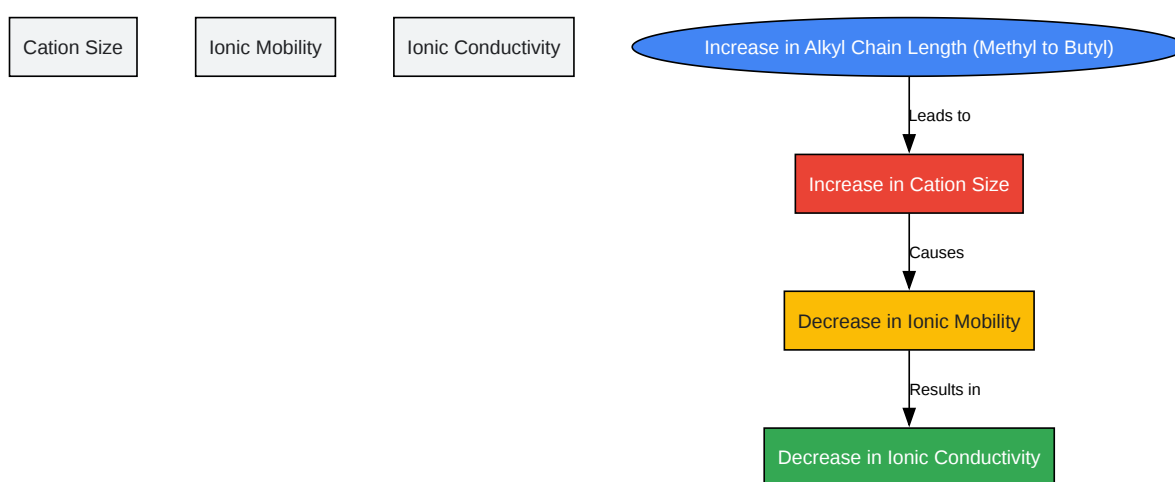 Cation Size
Ionic Mobility
Ionic Conductivity
Increase in Alkyl Chain Length (Methyl to Butyl)
Leads to
Increase in Cation Size
Causes
Decrease in Ionic Mobility
Results in
Decrease in Ionic Conductivity